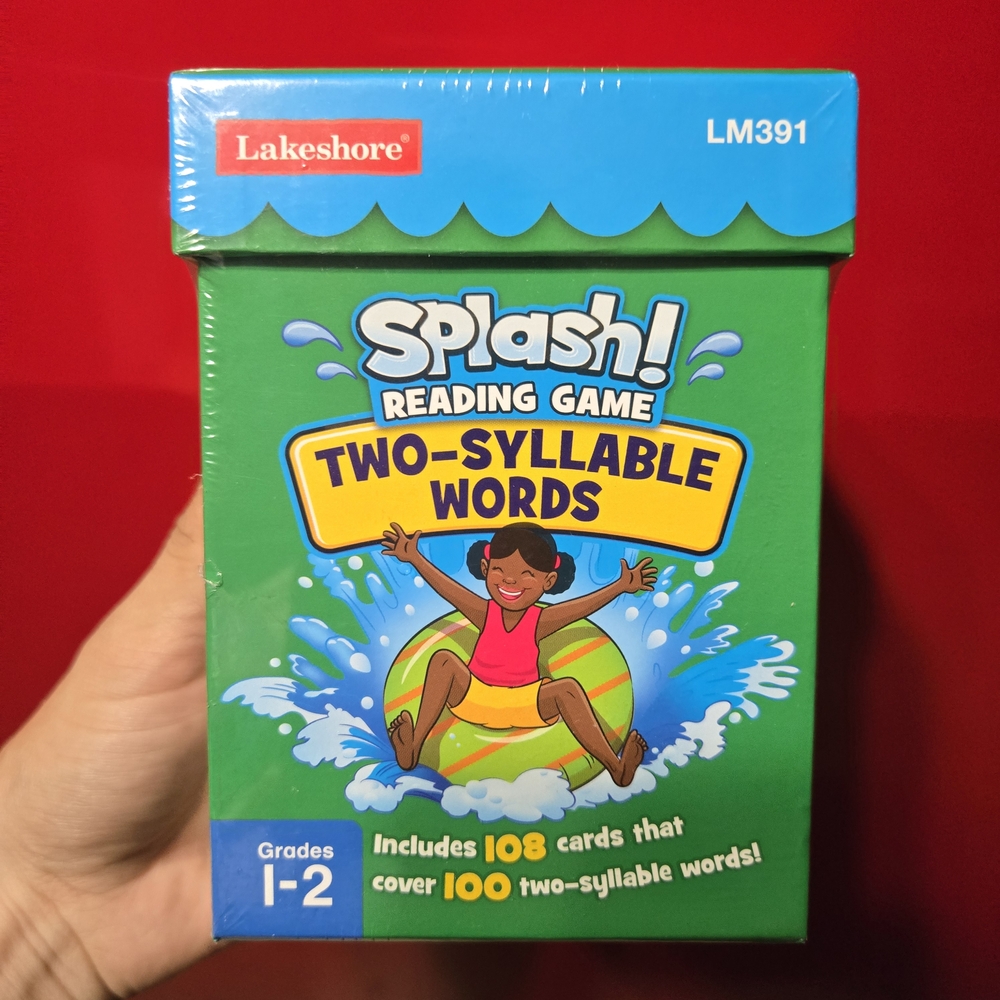 Lakeshore®
LM391
Splash!
READING GAME
TWO-SYLLABLE
WORDS
Grades
1-2
Includes 108 cards that
cover 100 two-syllable words!